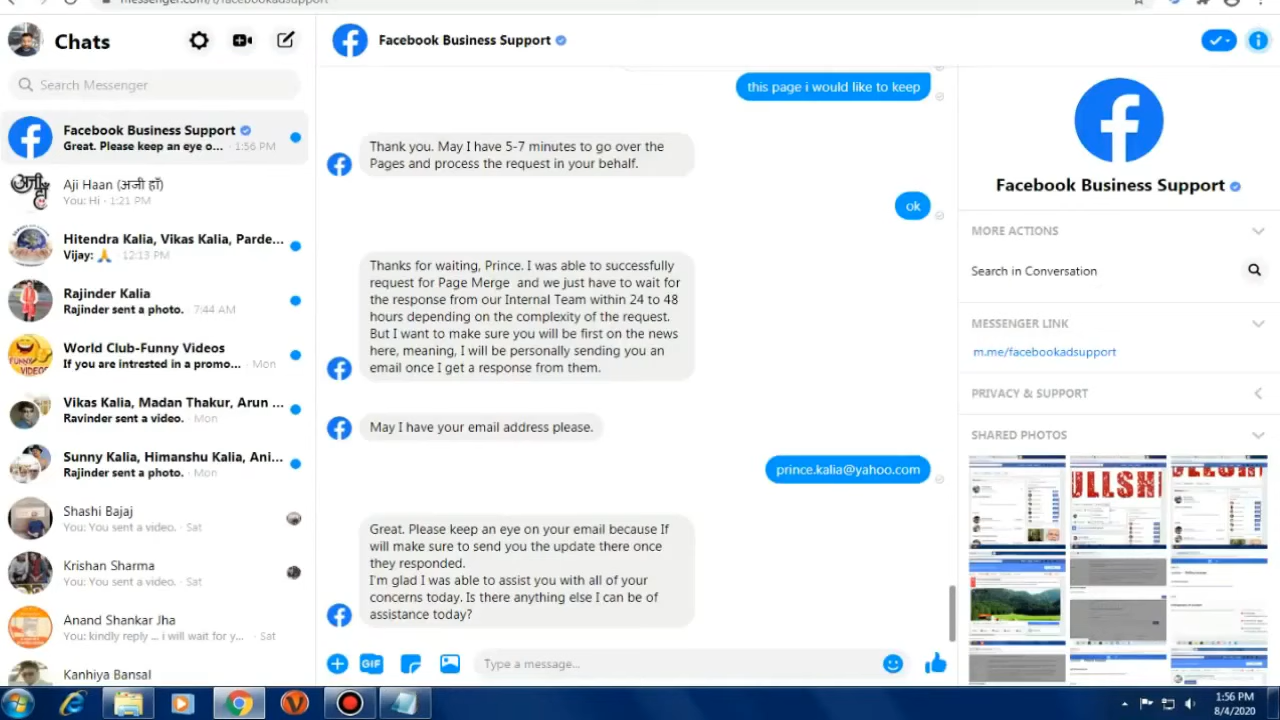 messenger.com/t/facebookadsupport
Chats
Search Messenger
Facebook Business Support
Great. Please keep an eye o... · 1:56 PM
Aji Haan (अजी हाँ)
You: Hi · 1:21 PM
Hitendra Kalia, Vikas Kalia, Parde...
Vijay: 🙏 · 12:13 PM
Rajinder Kalia
Rajinder sent a photo. · 7:44 AM
World Club-Funny Videos
If you are intrested in a promo... · Mon
Vikas Kalia, Madan Thakur, Arun ...
Ravinder sent a video. · Mon
Sunny Kalia, Himanshu Kalia, Ani...
Rajinder sent a photo. · Mon
Shashi Bajaj
You: You sent a video. · Sat
Krishan Sharma
You: You sent a video. · Sat
Anand Shankar Jha
You: kindly reply ... i will wait for y... · Sat
Kanhiya Bansal
Facebook Business Support
this page i would like to keep
Thank you. May I have 5-7 minutes to go over the
Pages and process the request in your behalf.
ok
Thanks for waiting, Prince. I was able to successfully
request for Page Merge and we just have to wait for
the response from our Internal Team within 24 to 48
hours depending on the complexity of the request.
But I want to make sure you will be first on the news
here, meaning, I will be personally sending you an
email once I get a response from them.
May I have your email address please.
prince.kalia@yahoo.com
Great. Please keep an eye on your email because If
will make sure to send you the update there once
they responded.
I'm glad I was able to assist you with all of your
concerns today. Is there anything else I can be of
assistance today?
GIF
Type a message...
Facebook Business Support
MORE ACTIONS
Search in Conversation
MESSENGER LINK
m.me/facebookadsupport
PRIVACY & SUPPORT
SHARED PHOTOS
1:56 PM
8/4/2020